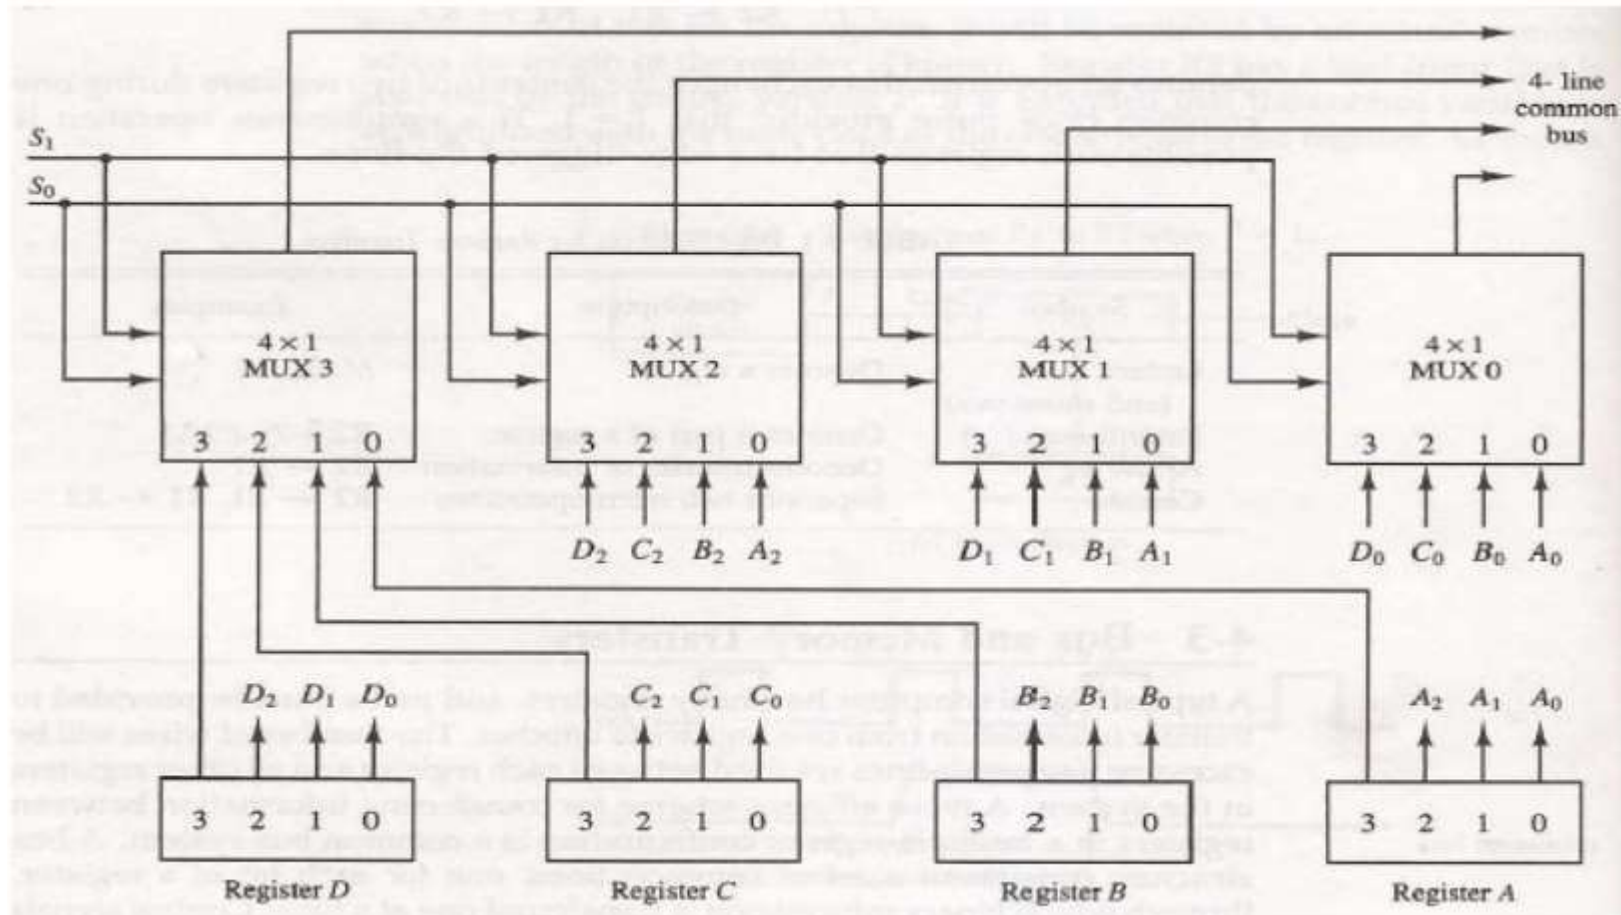 4- line
common
bus
S₁
S₀
4 × 1
MUX 3
4 × 1
MUX 2
4 × 1
MUX 1
4 × 1
MUX 0
3 2 1 0
3 2 1 0
3 2 1 0
3 2 1 0
D₂ C₂ B₂ A₂
D₁ C₁ B₁ A₁
D₀ C₀ B₀ A₀
D₂ D₁ D₀
C₂ C₁ C₀
B₂ B₁ B₀
A₂ A₁ A₀
3 2 1 0
3 2 1 0
3 2 1 0
3 2 1 0
Register D
Register C
Register B
Register A